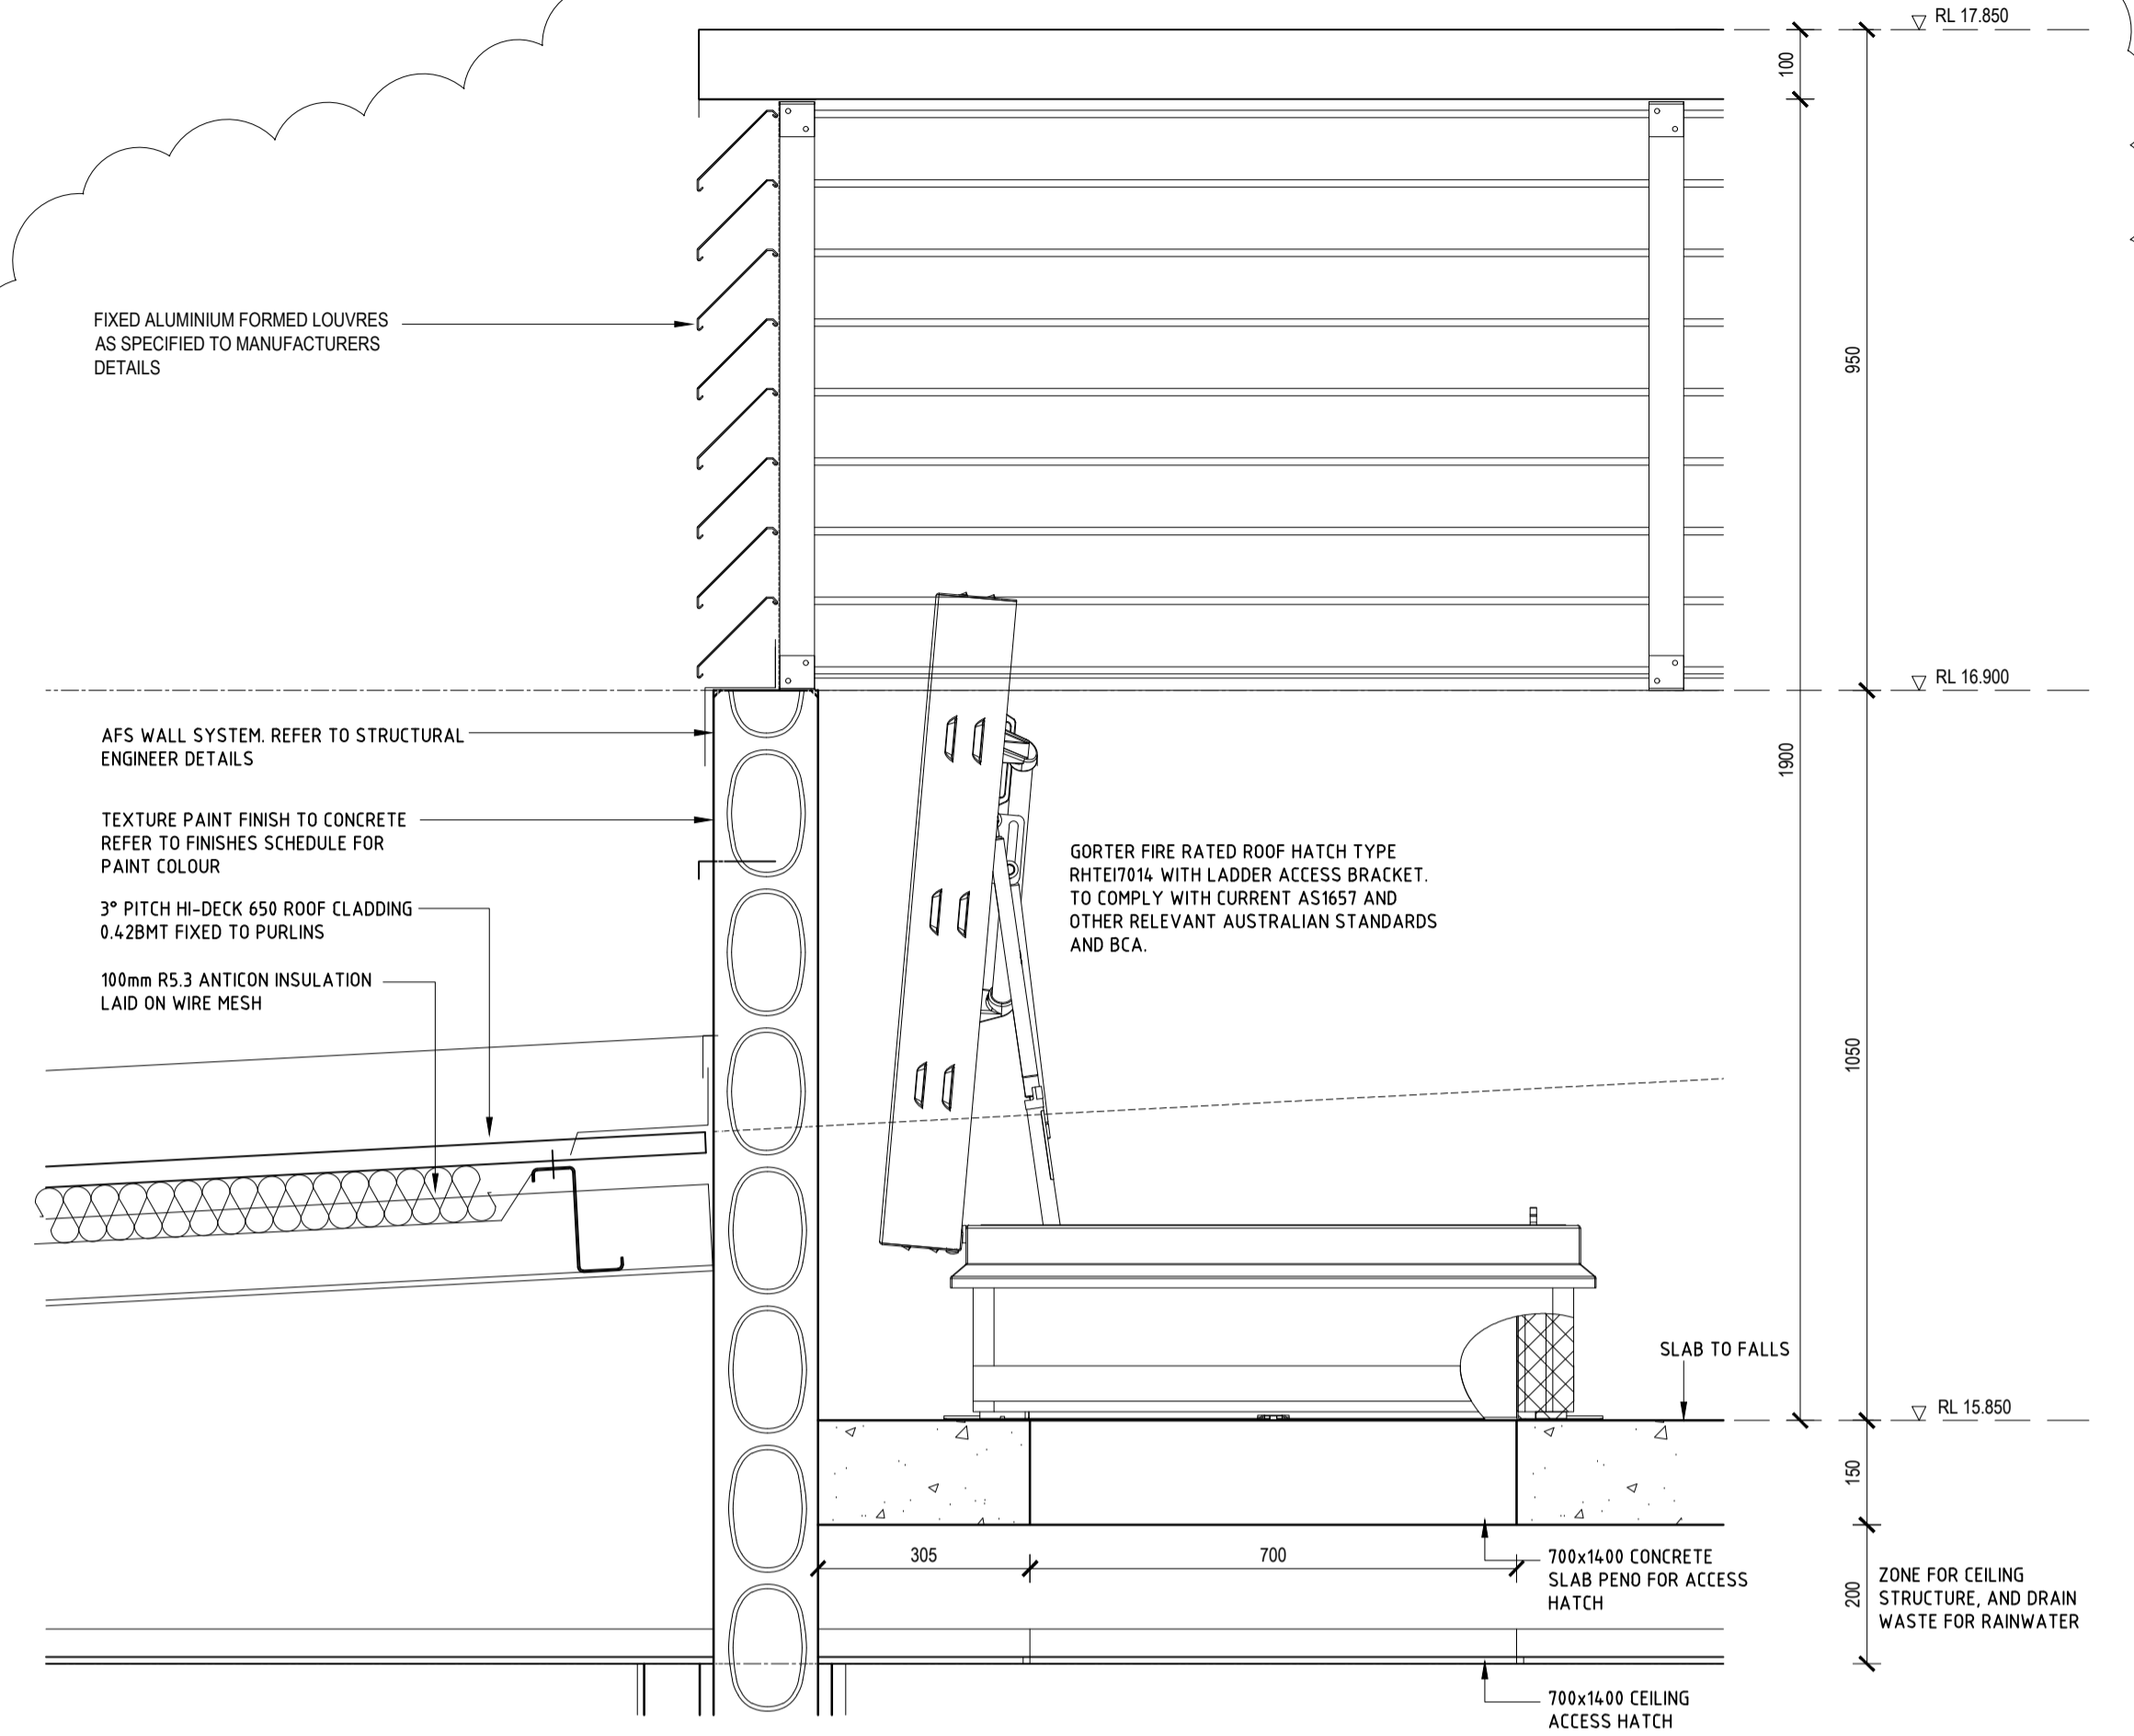 RL 17.850
100
FIXED ALUMINIUM FORMED LOUVRES
AS SPECIFIED TO MANUFACTURERS
DETAILS
950
RL 16.900
AFS WALL SYSTEM. REFER TO STRUCTURAL
ENGINEER DETAILS
1900
TEXTURE PAINT FINISH TO CONCRETE
REFER TO FINISHES SCHEDULE FOR
PAINT COLOUR
GORTER FIRE RATED ROOF HATCH TYPE
RHTEI7014 WITH LADDER ACCESS BRACKET.
TO COMPLY WITH CURRENT AS1657 AND
OTHER RELEVANT AUSTRALIAN STANDARDS
AND BCA.
3° PITCH HI-DECK 650 ROOF CLADDING
0.42BMT FIXED TO PURLINS
100mm R5.3 ANTICON INSULATION
LAID ON WIRE MESH
1050
SLAB TO FALLS
RL 15.850
150
305
700
700x1400 CONCRETE
SLAB PENO FOR ACCESS
HATCH
200
ZONE FOR CEILING
STRUCTURE, AND DRAIN
WASTE FOR RAINWATER
700x1400 CEILING
ACCESS HATCH